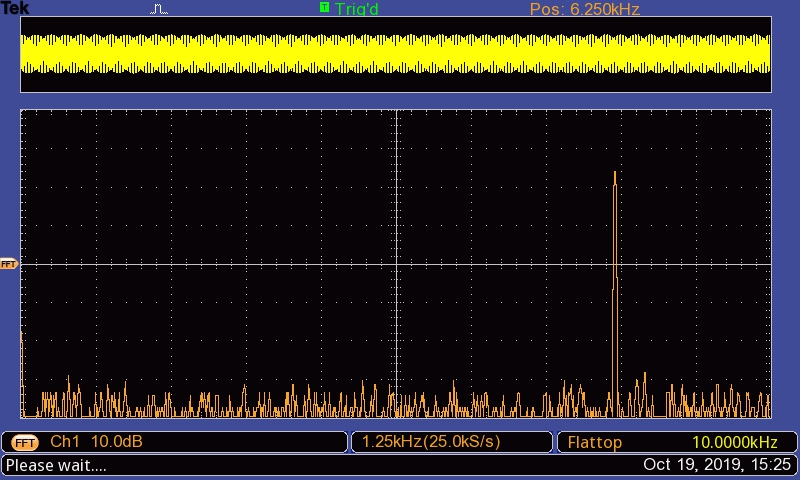 Tek T Trig'd Pos: 6.250kHz
FFT
FFT Ch1 10.0dB 1.25kHz(25.0kS/s) Flattop 10.0000kHz
Please wait.... Oct 19, 2019, 15:25